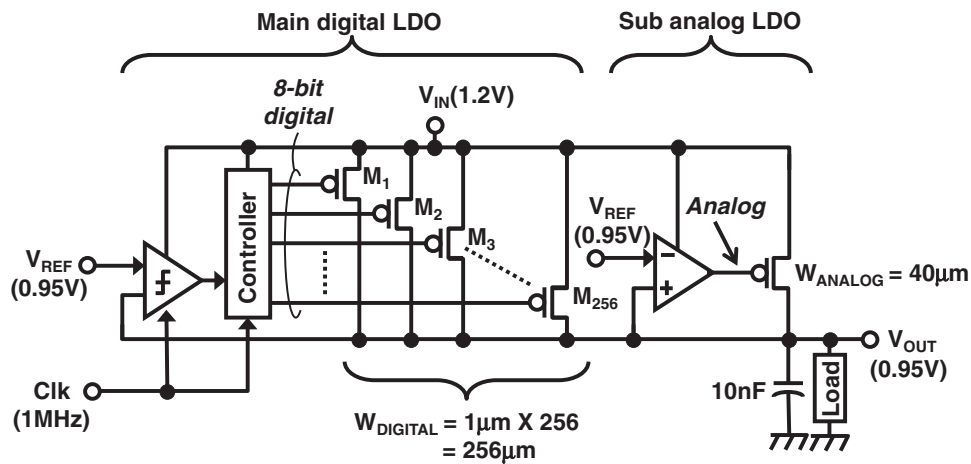 Main digital LDO
Sub analog LDO
8-bit
digital
V_IN(1.2V)
M_1
M_2
M_3
M_256
Controller
V_REF
(0.95V)
Clk
(1MHz)
W_DIGITAL = 1μm X 256
= 256μm
V_REF
(0.95V)
−
+
Analog
W_ANALOG = 40μm
V_OUT
(0.95V)
10nF
Load